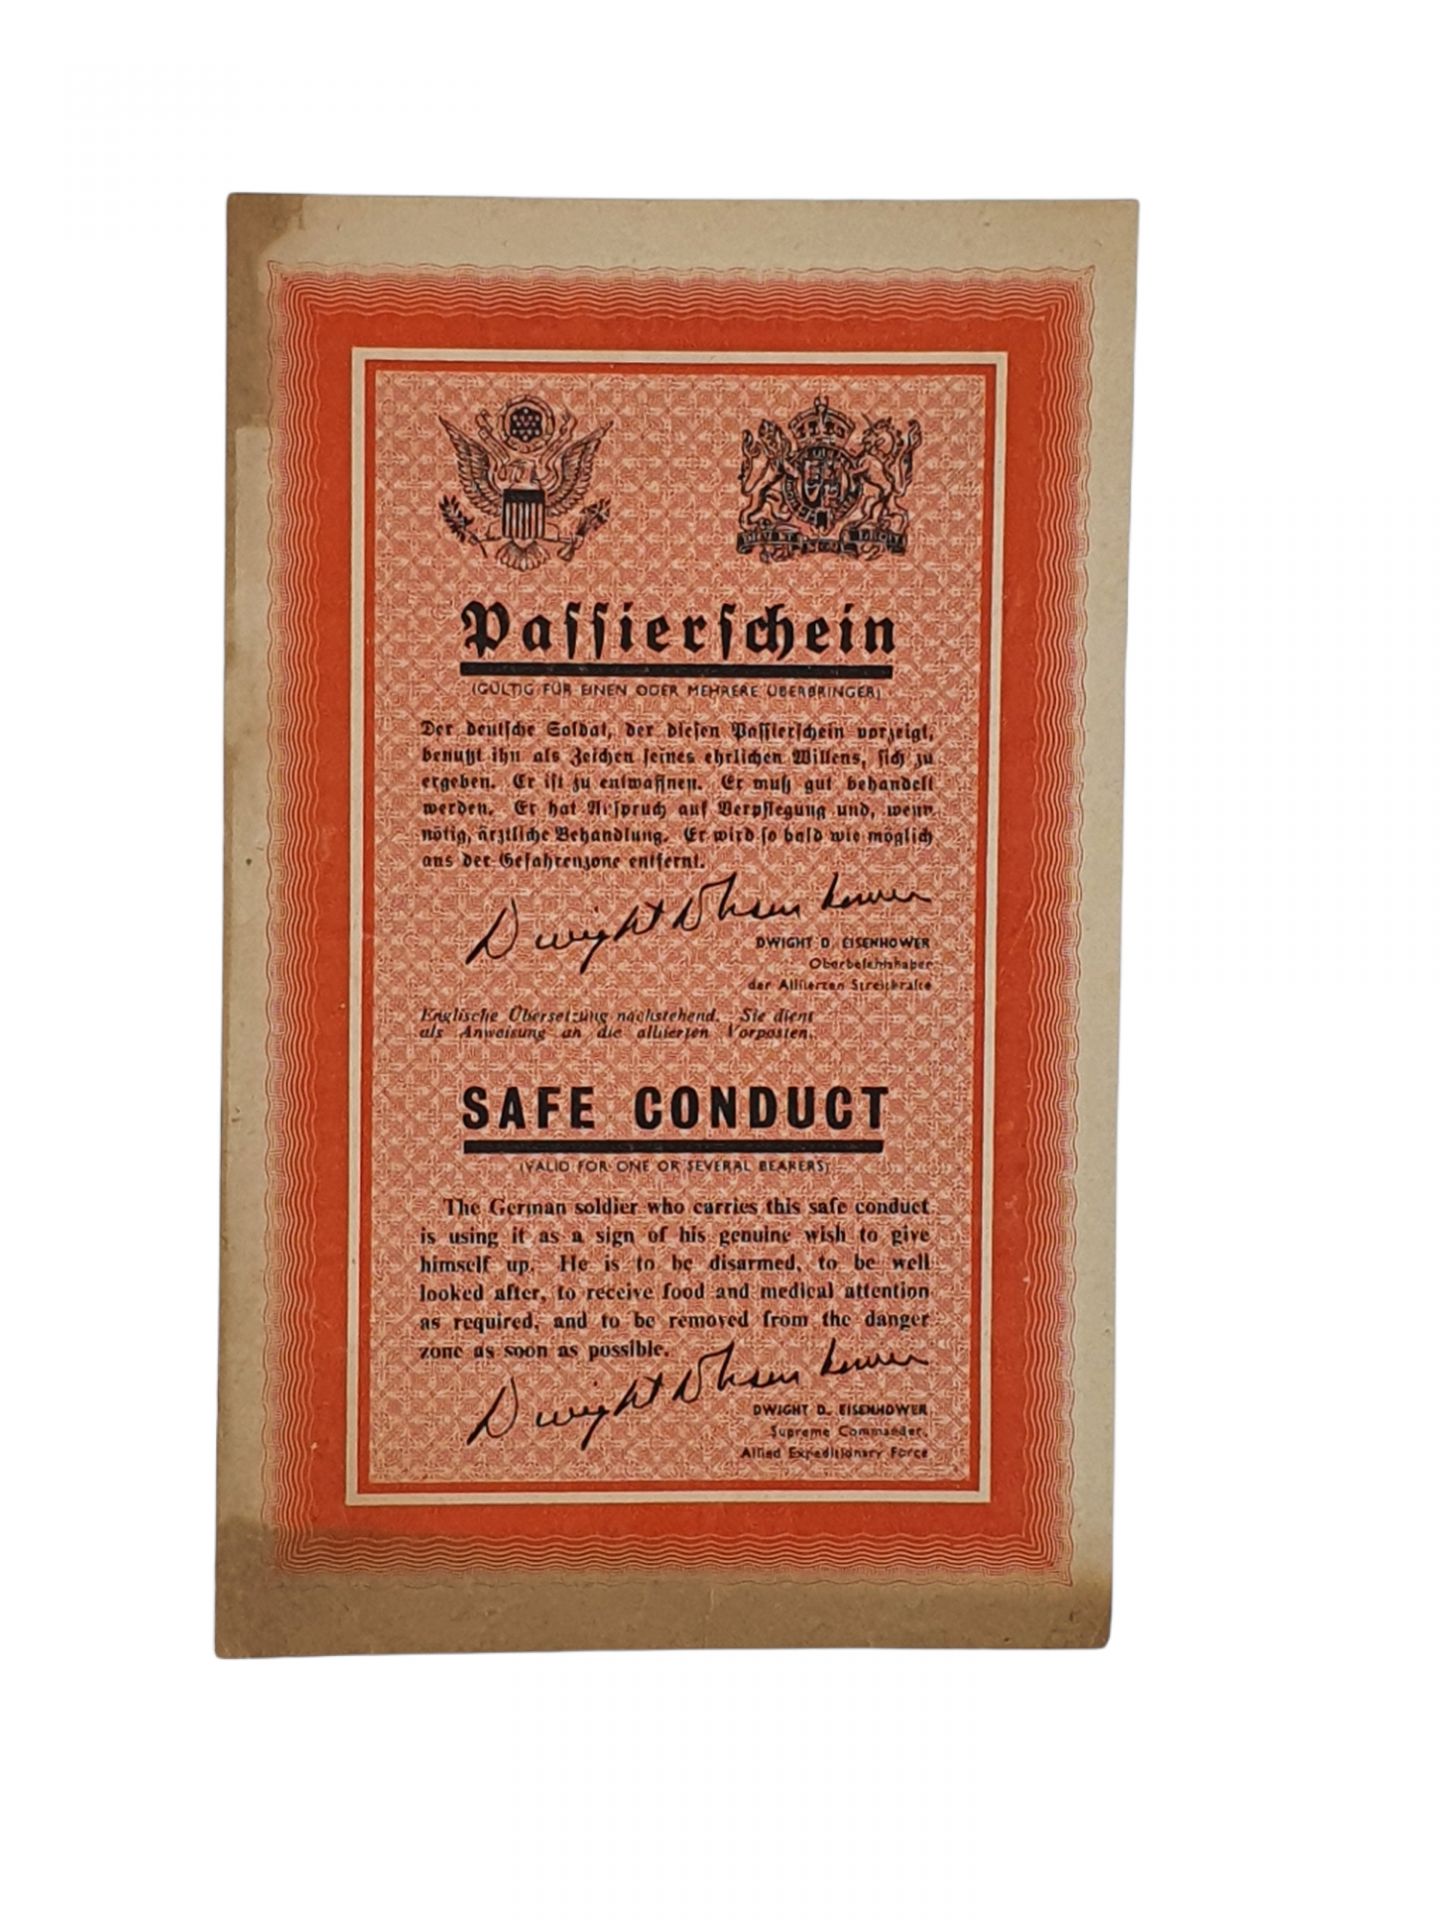 Passierschein
(GÜLTIG FÜR EINEN ODER MEHRERE ÜBERBRINGER)
Der deutsche Soldat, der diesen Passierschein vorzeigt,
benutzt ihn als Zeichen seines ehrlichen Willens, sich zu
ergeben. Er ist zu entwaffnen. Er muß gut behandelt
werden. Er hat Anspruch auf Verpflegung und, wenn
nötig, ärztliche Behandlung. Er wird so bald wie möglich
aus der Gefahrenzone entfernt.
Dwight D Eisenhower
DWIGHT D. EISENHOWER
Oberbefehlshaber
der Alliierten Streitkräfte
Englische Übersetzung nachstehend. Sie dient
als Anweisung an die alliierten Vorposten.
SAFE CONDUCT
(VALID FOR ONE OR SEVERAL BEARERS)
The German soldier who carries this safe conduct
is using it as a sign of his genuine wish to give
himself up. He is to be disarmed, to be well
looked after, to receive food and medical attention
as required, and to be removed from the danger
zone as soon as possible.
Dwight D Eisenhower
DWIGHT D. EISENHOWER
Supreme Commander,
Allied Expeditionary Force